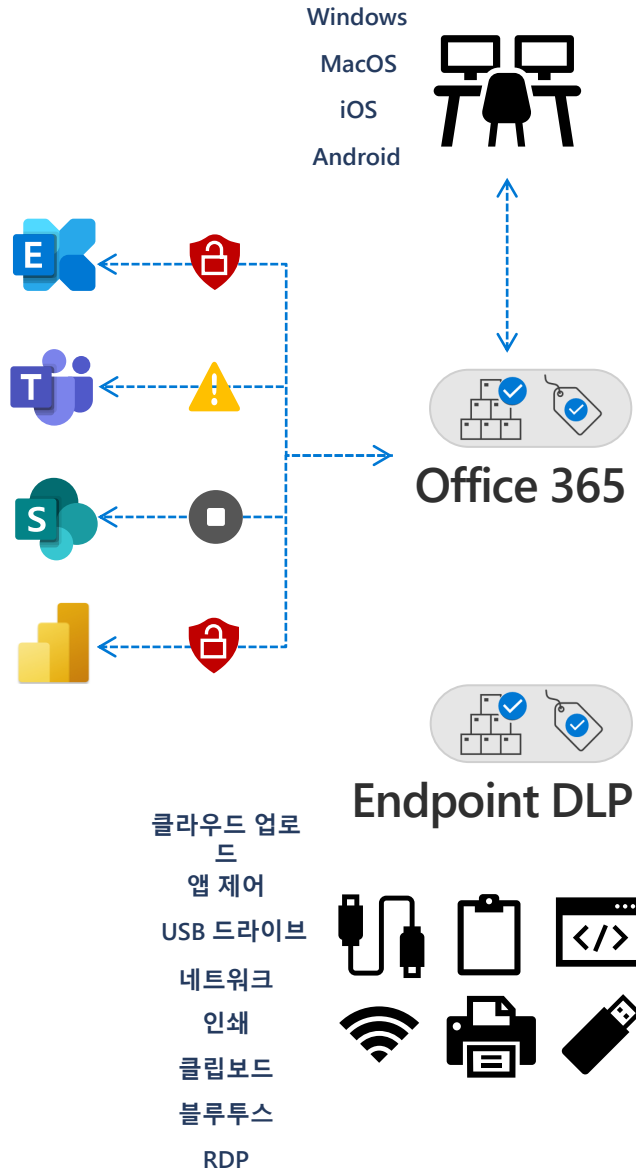 Windows
MacOS
iOS
Android
E
T
Office 365
S
Endpoint DLP
클라우드 업로
드
앱 제어
USB 드라이브
네트워크
인쇄
클립보드
블루투스
RDP